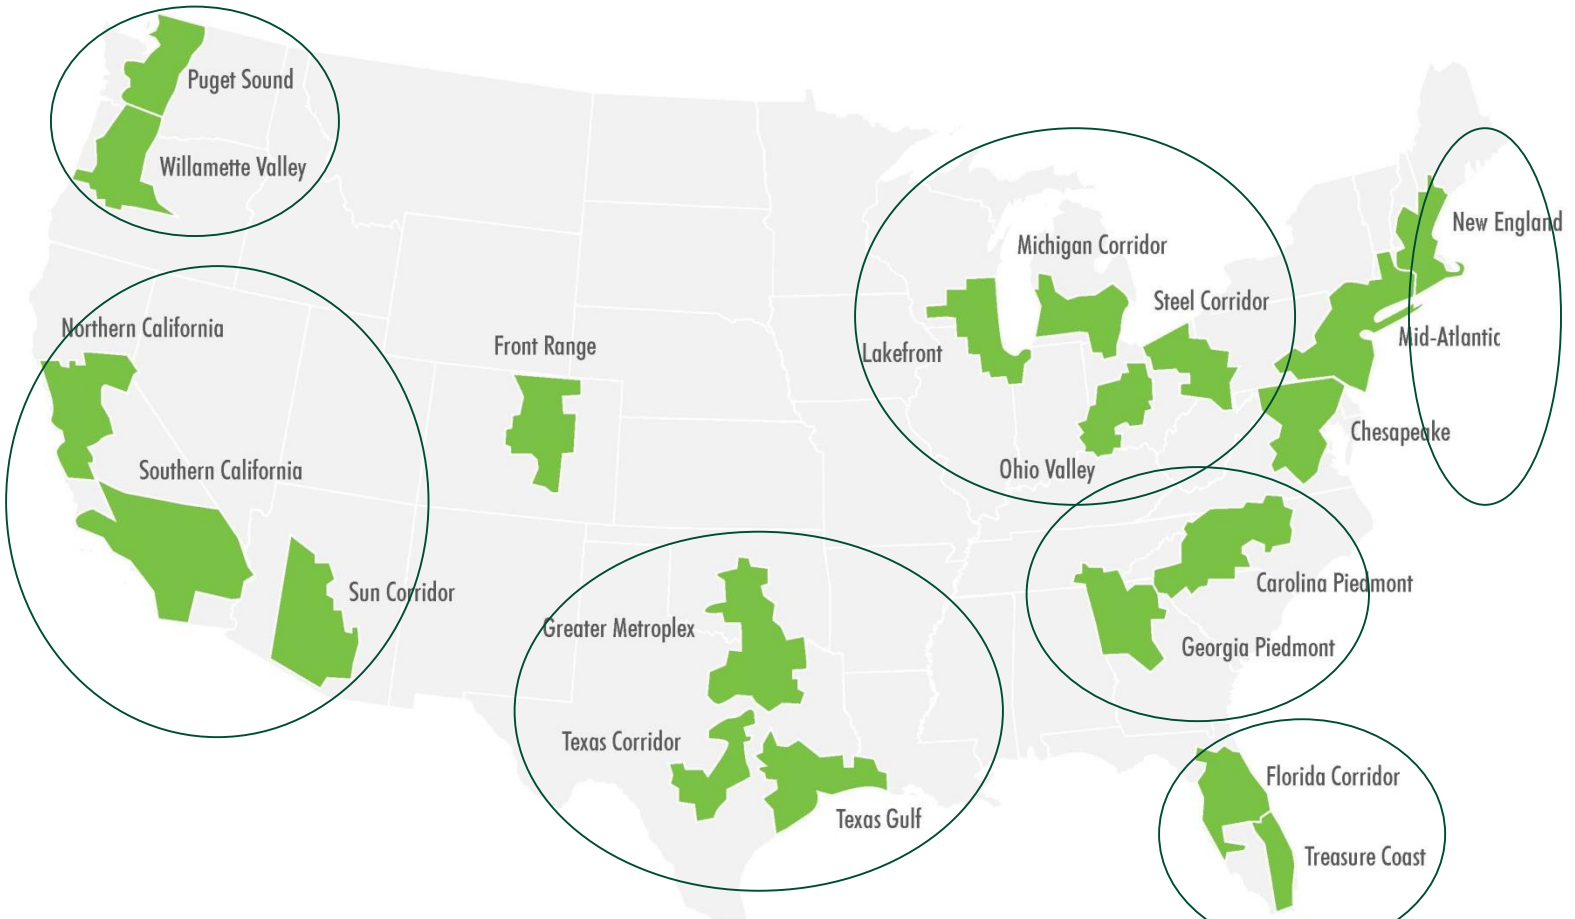 Puget Sound
Willamette Valley
New England
Michigan Corridor
Steel Corridor
Northern California
Mid-Atlantic
Front Range
Lakefront
Chesapeake
Ohio Valley
Southern California
Carolina Piedmont
Sun Corridor
Greater Metroplex
Georgia Piedmont
Texas Corridor
Florida Corridor
Texas Gulf
Treasure Coast